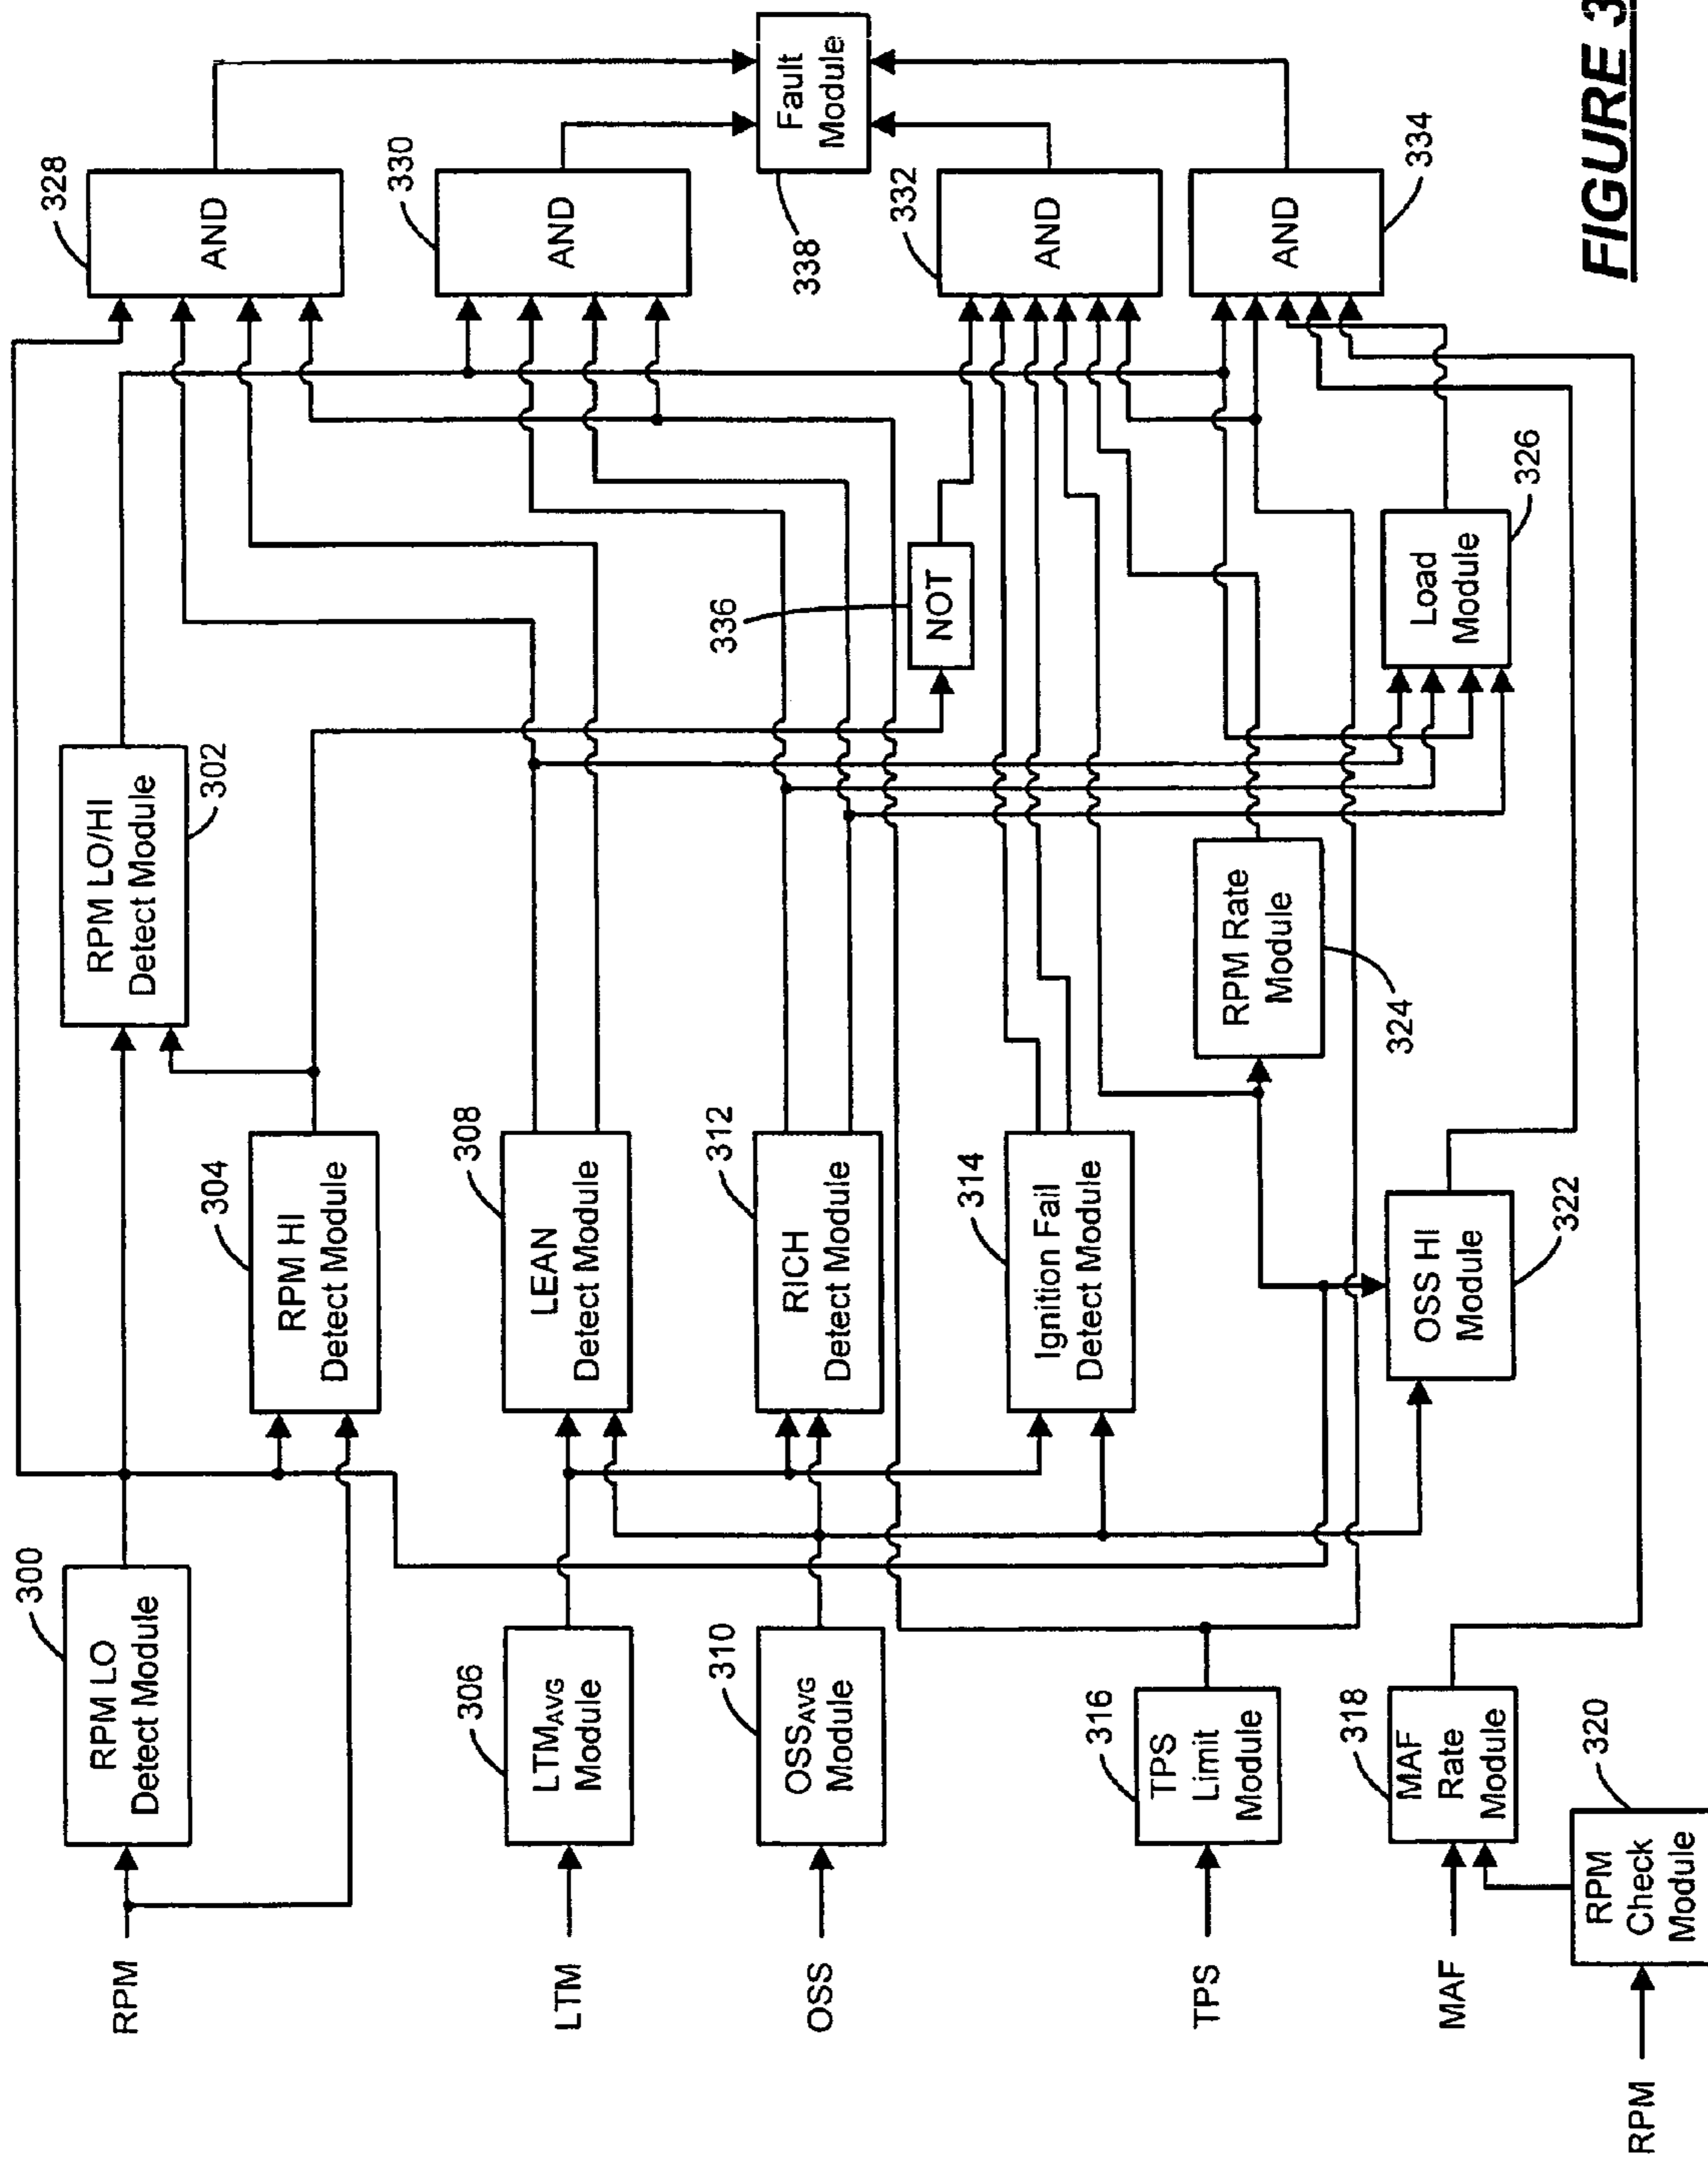 RPM
300
RPM LO
Detect Module
RPM LO/HI
Detect Module
302
328
AND
304
RPM HI
Detect Module
LTM
306
LTMAVG
Module
308
LEAN
Detect Module
330
AND
OSS
310
OSSAVG
Module
312
RICH
Detect Module
336
NOT
338
Fault
Module
314
Ignition Fail
Detect Module
332
AND
TPS
316
TPS
Limit
Module
RPM Rate
Module
324
AND
334
MAF
318
MAF
Rate
Module
OSS HI
Module
322
Load
Module
326
RPM
320
RPM
Check
Module
FIGURE 3